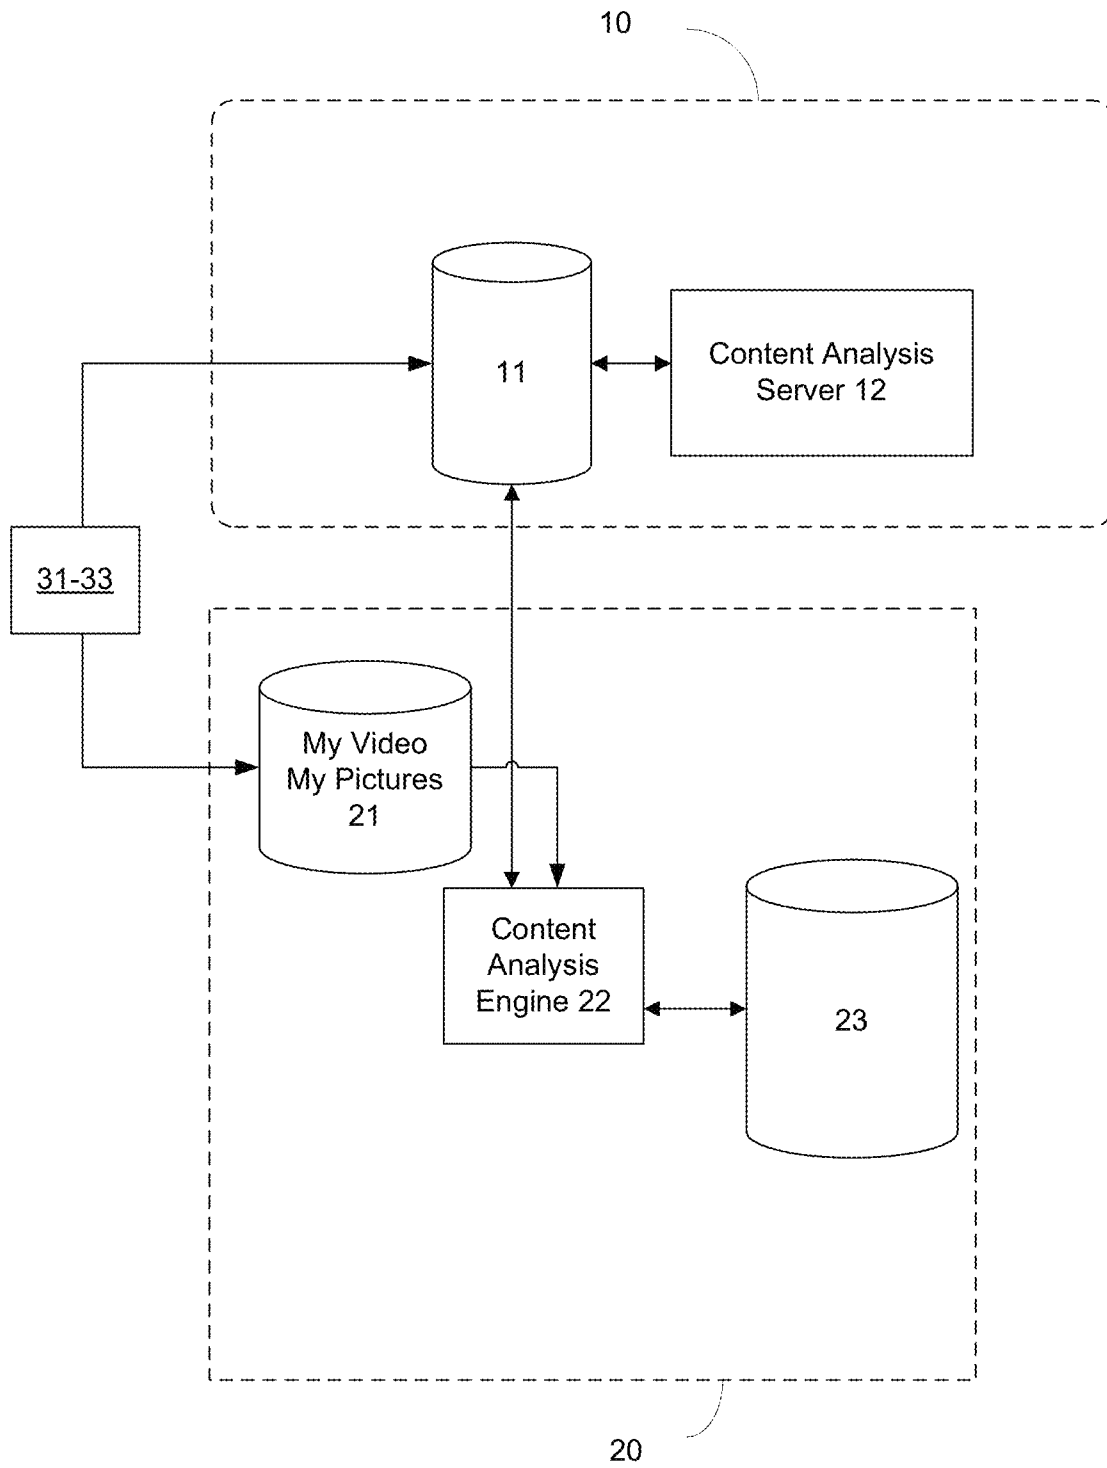 10
11
Content Analysis
Server 12
31-33
My Video
My Pictures
21
Content
Analysis
Engine 22
23
20